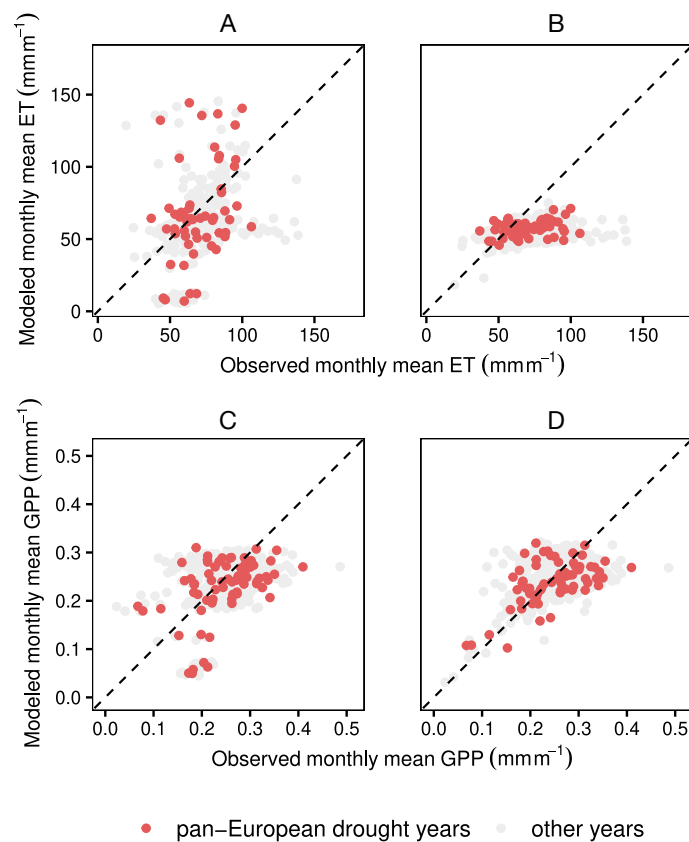 A
B
Modeled monthly mean ET (mm m⁻¹)
150
100
50
0
0 50 100 150
0 50 100 150
Observed monthly mean ET (mm m⁻¹)
C
D
Modeled monthly mean GPP (mm m⁻¹)
0.5
0.4
0.3
0.2
0.1
0.0
0.0 0.1 0.2 0.3 0.4 0.5
0.0 0.1 0.2 0.3 0.4 0.5
Observed monthly mean GPP (mm m⁻¹)
pan−European drought years
other years